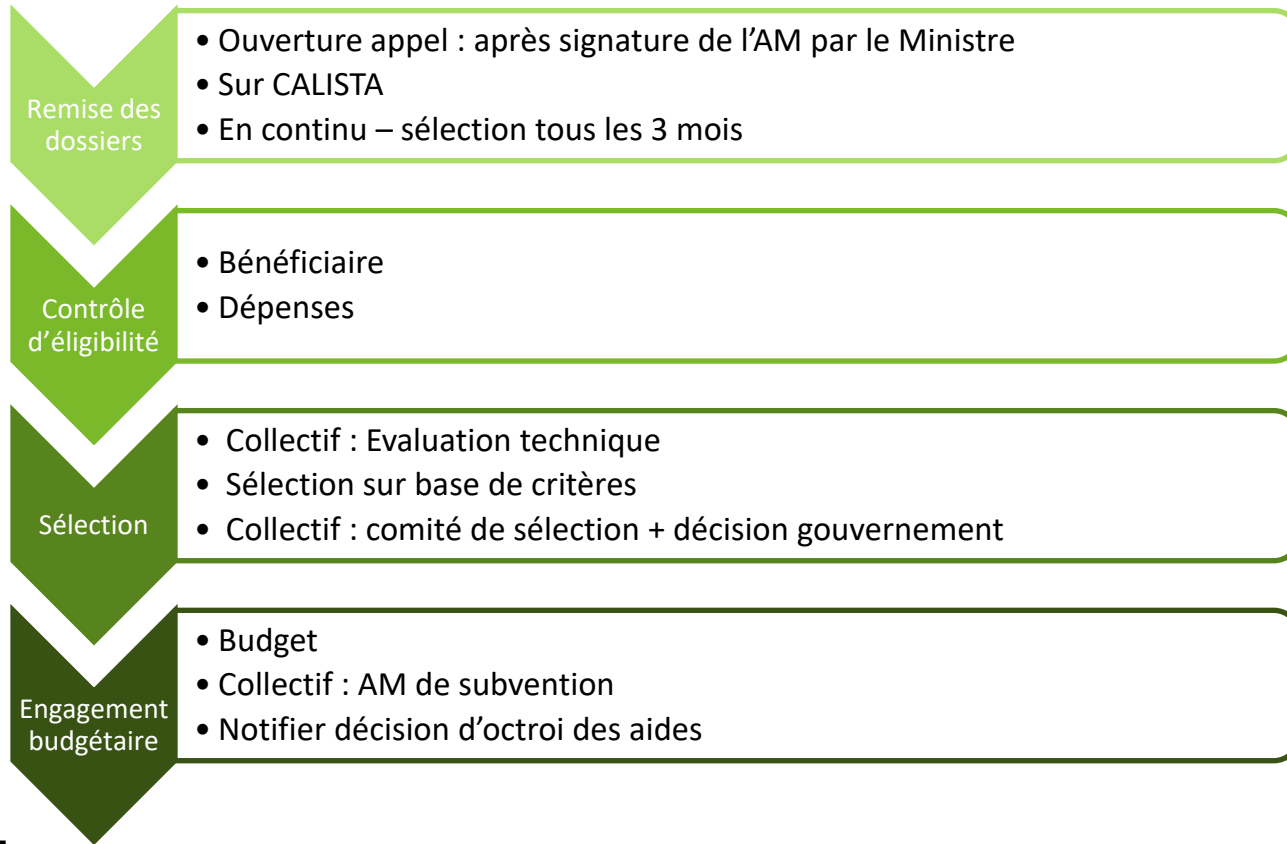 Remise des
dossiers
• Ouverture appel : après signature de l’AM par le Ministre
• Sur CALISTA
• En continu – sélection tous les 3 mois
Contrôle
d’éligibilité
• Bénéficiaire
• Dépenses
Sélection
• Collectif : Evaluation technique
• Sélection sur base de critères
• Collectif : comité de sélection + décision gouvernement
Engagement
budgétaire
• Budget
• Collectif : AM de subvention
• Notifier décision d’octroi des aides